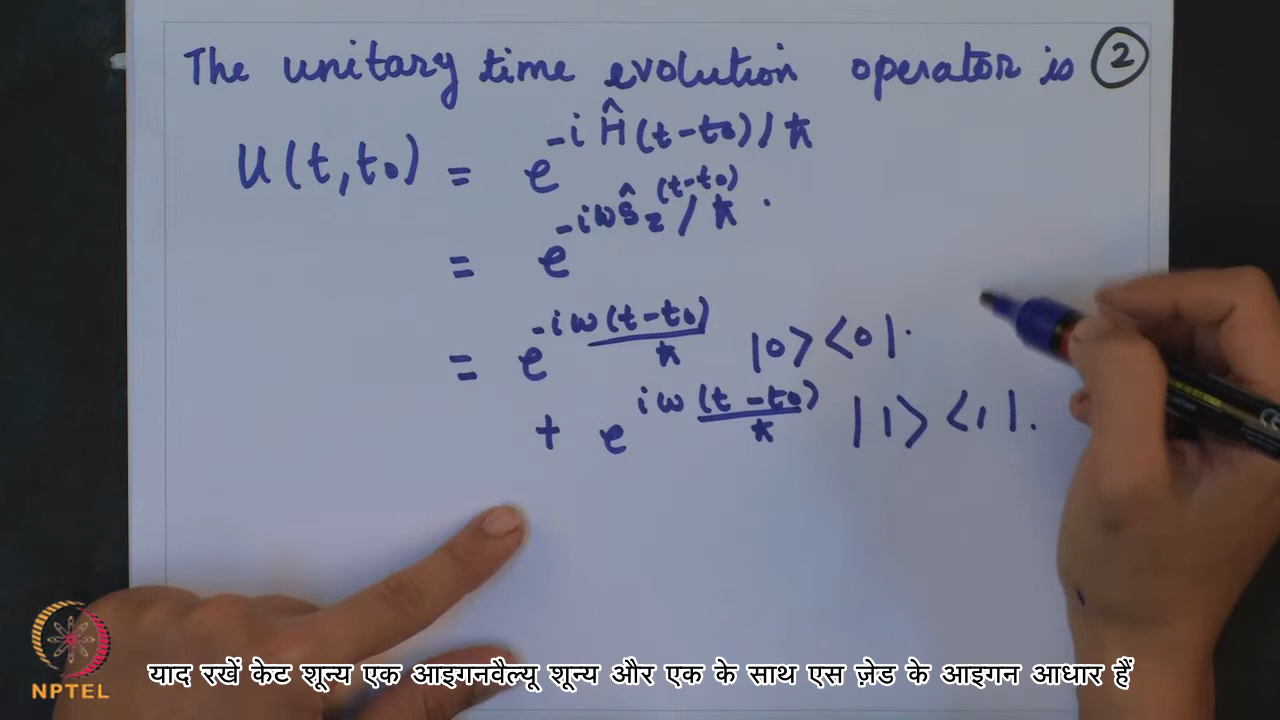 The unitary time evolution operator is ②
U(t,t₀) = e^{-iĤ(t-t₀)/ℏ}
= e^{-iωŝ_z(t-t₀)/ℏ}.
= e^{-iω(t-t₀)/ℏ} |0><0|.
+ e^{iω(t-t₀)/ℏ} |1><1|.
याद रखें केट शून्य एक आइगनवैल्यू शून्य और एक के साथ एस ज़ेड के आइगन आधार हैं
NPTEL